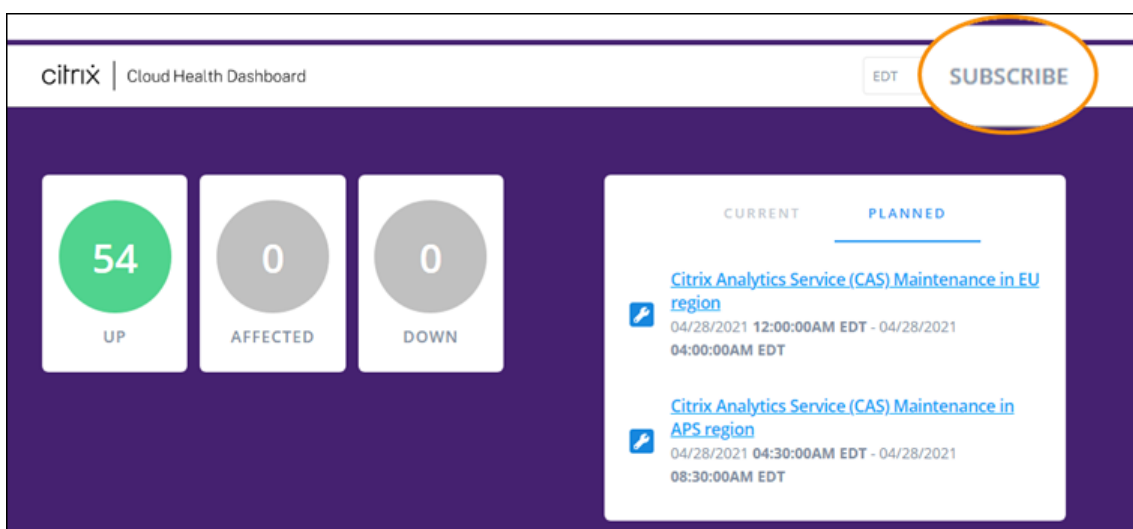 citrix | Cloud Health Dashboard
EDT
SUBSCRIBE
54
UP
0
AFFECTED
0
DOWN
CURRENT
PLANNED
Citrix Analytics Service (CAS) Maintenance in EU
region
04/28/2021 12:00:00AM EDT - 04/28/2021
04:00:00AM EDT
Citrix Analytics Service (CAS) Maintenance in
APS region
04/28/2021 04:30:00AM EDT - 04/28/2021
08:30:00AM EDT